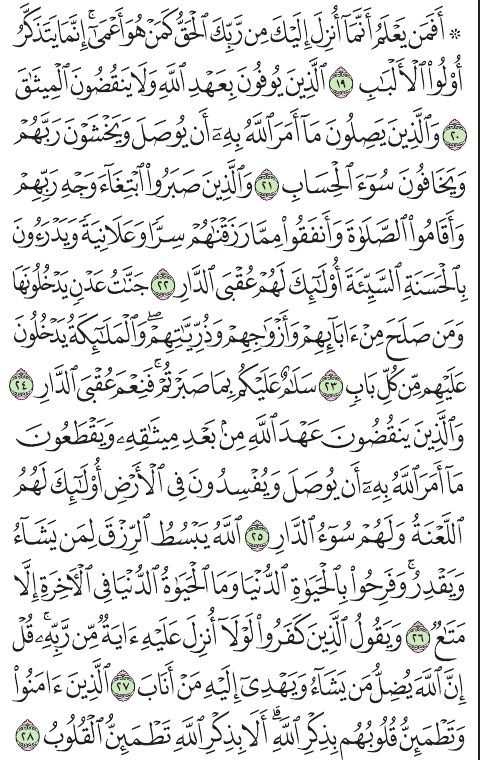 ۞ أَفَمَن يَعْلَمُ أَنَّمَآ أُنزِلَ إِلَيْكَ مِن رَّبِّكَ ٱلْحَقُّ كَمَنْ هُوَ أَعْمَىٰٓۚ إِنَّمَا يَتَذَكَّرُ
أُو۟لُوا۟ ٱلْأَلْبَٰبِ ١٩ ٱلَّذِينَ يُوفُونَ بِعَهْدِ ٱللَّهِ وَلَا يَنقُضُونَ ٱلْمِيثَٰقَ
٢٠ وَٱلَّذِينَ يَصِلُونَ مَآ أَمَرَ ٱللَّهُ بِهِۦٓ أَن يُوصَلَ وَيَخْشَوْنَ رَبَّهُمْ
وَيَخَافُونَ سُوٓءَ ٱلْحِسَابِ ٢١ وَٱلَّذِينَ صَبَرُوا۟ ٱبْتِغَآءَ وَجْهِ رَبِّهِمْ
وَأَقَامُوا۟ ٱلصَّلَوٰةَ وَأَنفَقُوا۟ مِمَّا رَزَقْنَٰهُمْ سِرًّا وَعَلَانِيَةً وَيَدْرَءُونَ
بِٱلْحَسَنَةِ ٱلسَّيِّئَةَ أُو۟لَٰٓئِكَ لَهُمْ عُقْبَى ٱلدَّارِ ٢٢ جَنَّٰتُ عَدْنٍ يَدْخُلُونَهَا
وَمَن صَلَحَ مِنْ ءَابَآئِهِمْ وَأَزْوَٰجِهِمْ وَذُرِّيَّٰتِهِمْۖ وَٱلْمَلَٰٓئِكَةُ يَدْخُلُونَ
عَلَيْهِم مِّن كُلِّ بَابٍ ٢٣ سَلَٰمٌ عَلَيْكُم بِمَا صَبَرْتُمْۚ فَنِعْمَ عُقْبَى ٱلدَّارِ ٢٤
وَٱلَّذِينَ يَنقُضُونَ عَهْدَ ٱللَّهِ مِنۢ بَعْدِ مِيثَٰقِهِۦ وَيَقْطَعُونَ
مَآ أَمَرَ ٱللَّهُ بِهِۦٓ أَن يُوصَلَ وَيُفْسِدُونَ فِى ٱلْأَرْضِ أُو۟لَٰٓئِكَ لَهُمُ
ٱللَّعْنَةُ وَلَهُمْ سُوٓءُ ٱلدَّارِ ٢٥ ٱللَّهُ يَبْسُطُ ٱلرِّزْقَ لِمَن يَشَآءُ
وَيَقْدِرُۚ وَفَرِحُوا۟ بِٱلْحَيَوٰةِ ٱلدُّنْيَا وَمَا ٱلْحَيَوٰةُ ٱلدُّنْيَا فِى ٱلْـَٔاخِرَةِ إِلَّا
مَتَٰعٌ ٢٦ وَيَقُولُ ٱلَّذِينَ كَفَرُوا۟ لَوْلَآ أُنزِلَ عَلَيْهِ ءَايَةٌ مِّن رَّبِّهِۦۚ قُلْ
إِنَّ ٱللَّهَ يُضِلُّ مَن يَشَآءُ وَيَهْدِىٓ إِلَيْهِ مَنْ أَنَابَ ٢٧ ٱلَّذِينَ ءَامَنُوا۟
وَتَطْمَئِنُّ قُلُوبُهُم بِذِكْرِ ٱللَّهِۗ أَلَا بِذِكْرِ ٱللَّهِ تَطْمَئِنُّ ٱلْقُلُوبُ ٢٨